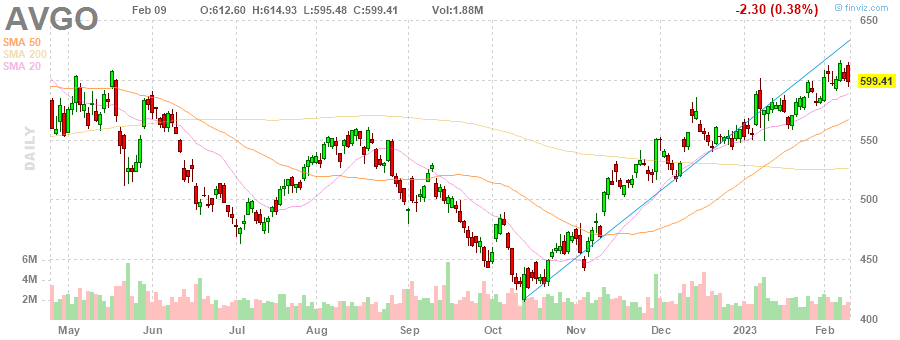 AVGO
Feb 09 O:612.60 H:614.93 L:595.48 C:599.41 Vol:1.88M -2.30 (0.38%)
© finviz.com
SMA 50
SMA 200
SMA 20
DAILY
650
599.41
550
500
450
400
6M
4M
2M
May Jun Jul Aug Sep Oct Nov Dec 2023 Feb